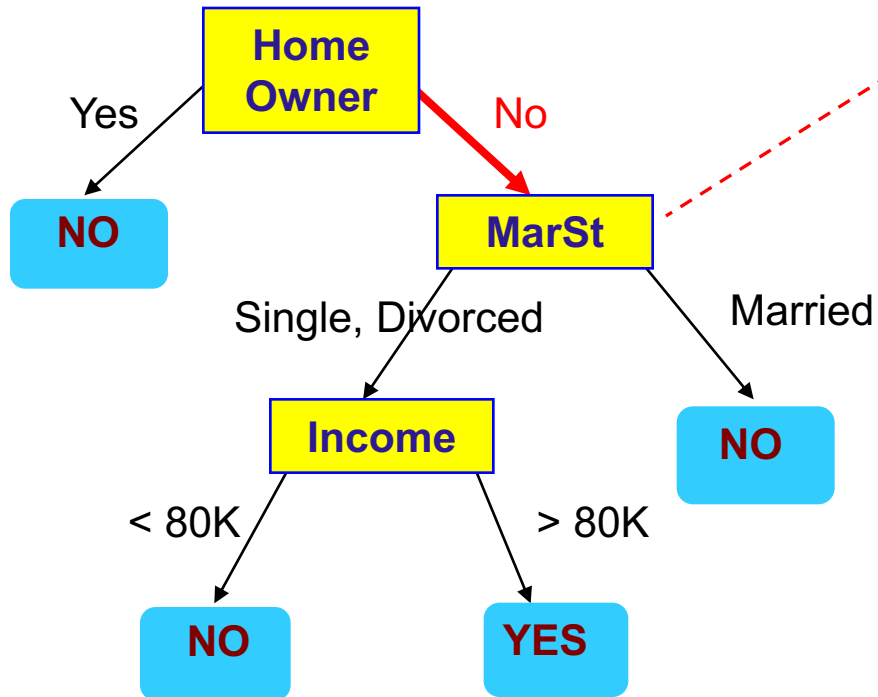 Home
Owner
Yes
No
NO
MarSt
Single, Divorced
Married
Income
NO
< 80K
> 80K
NO
YES